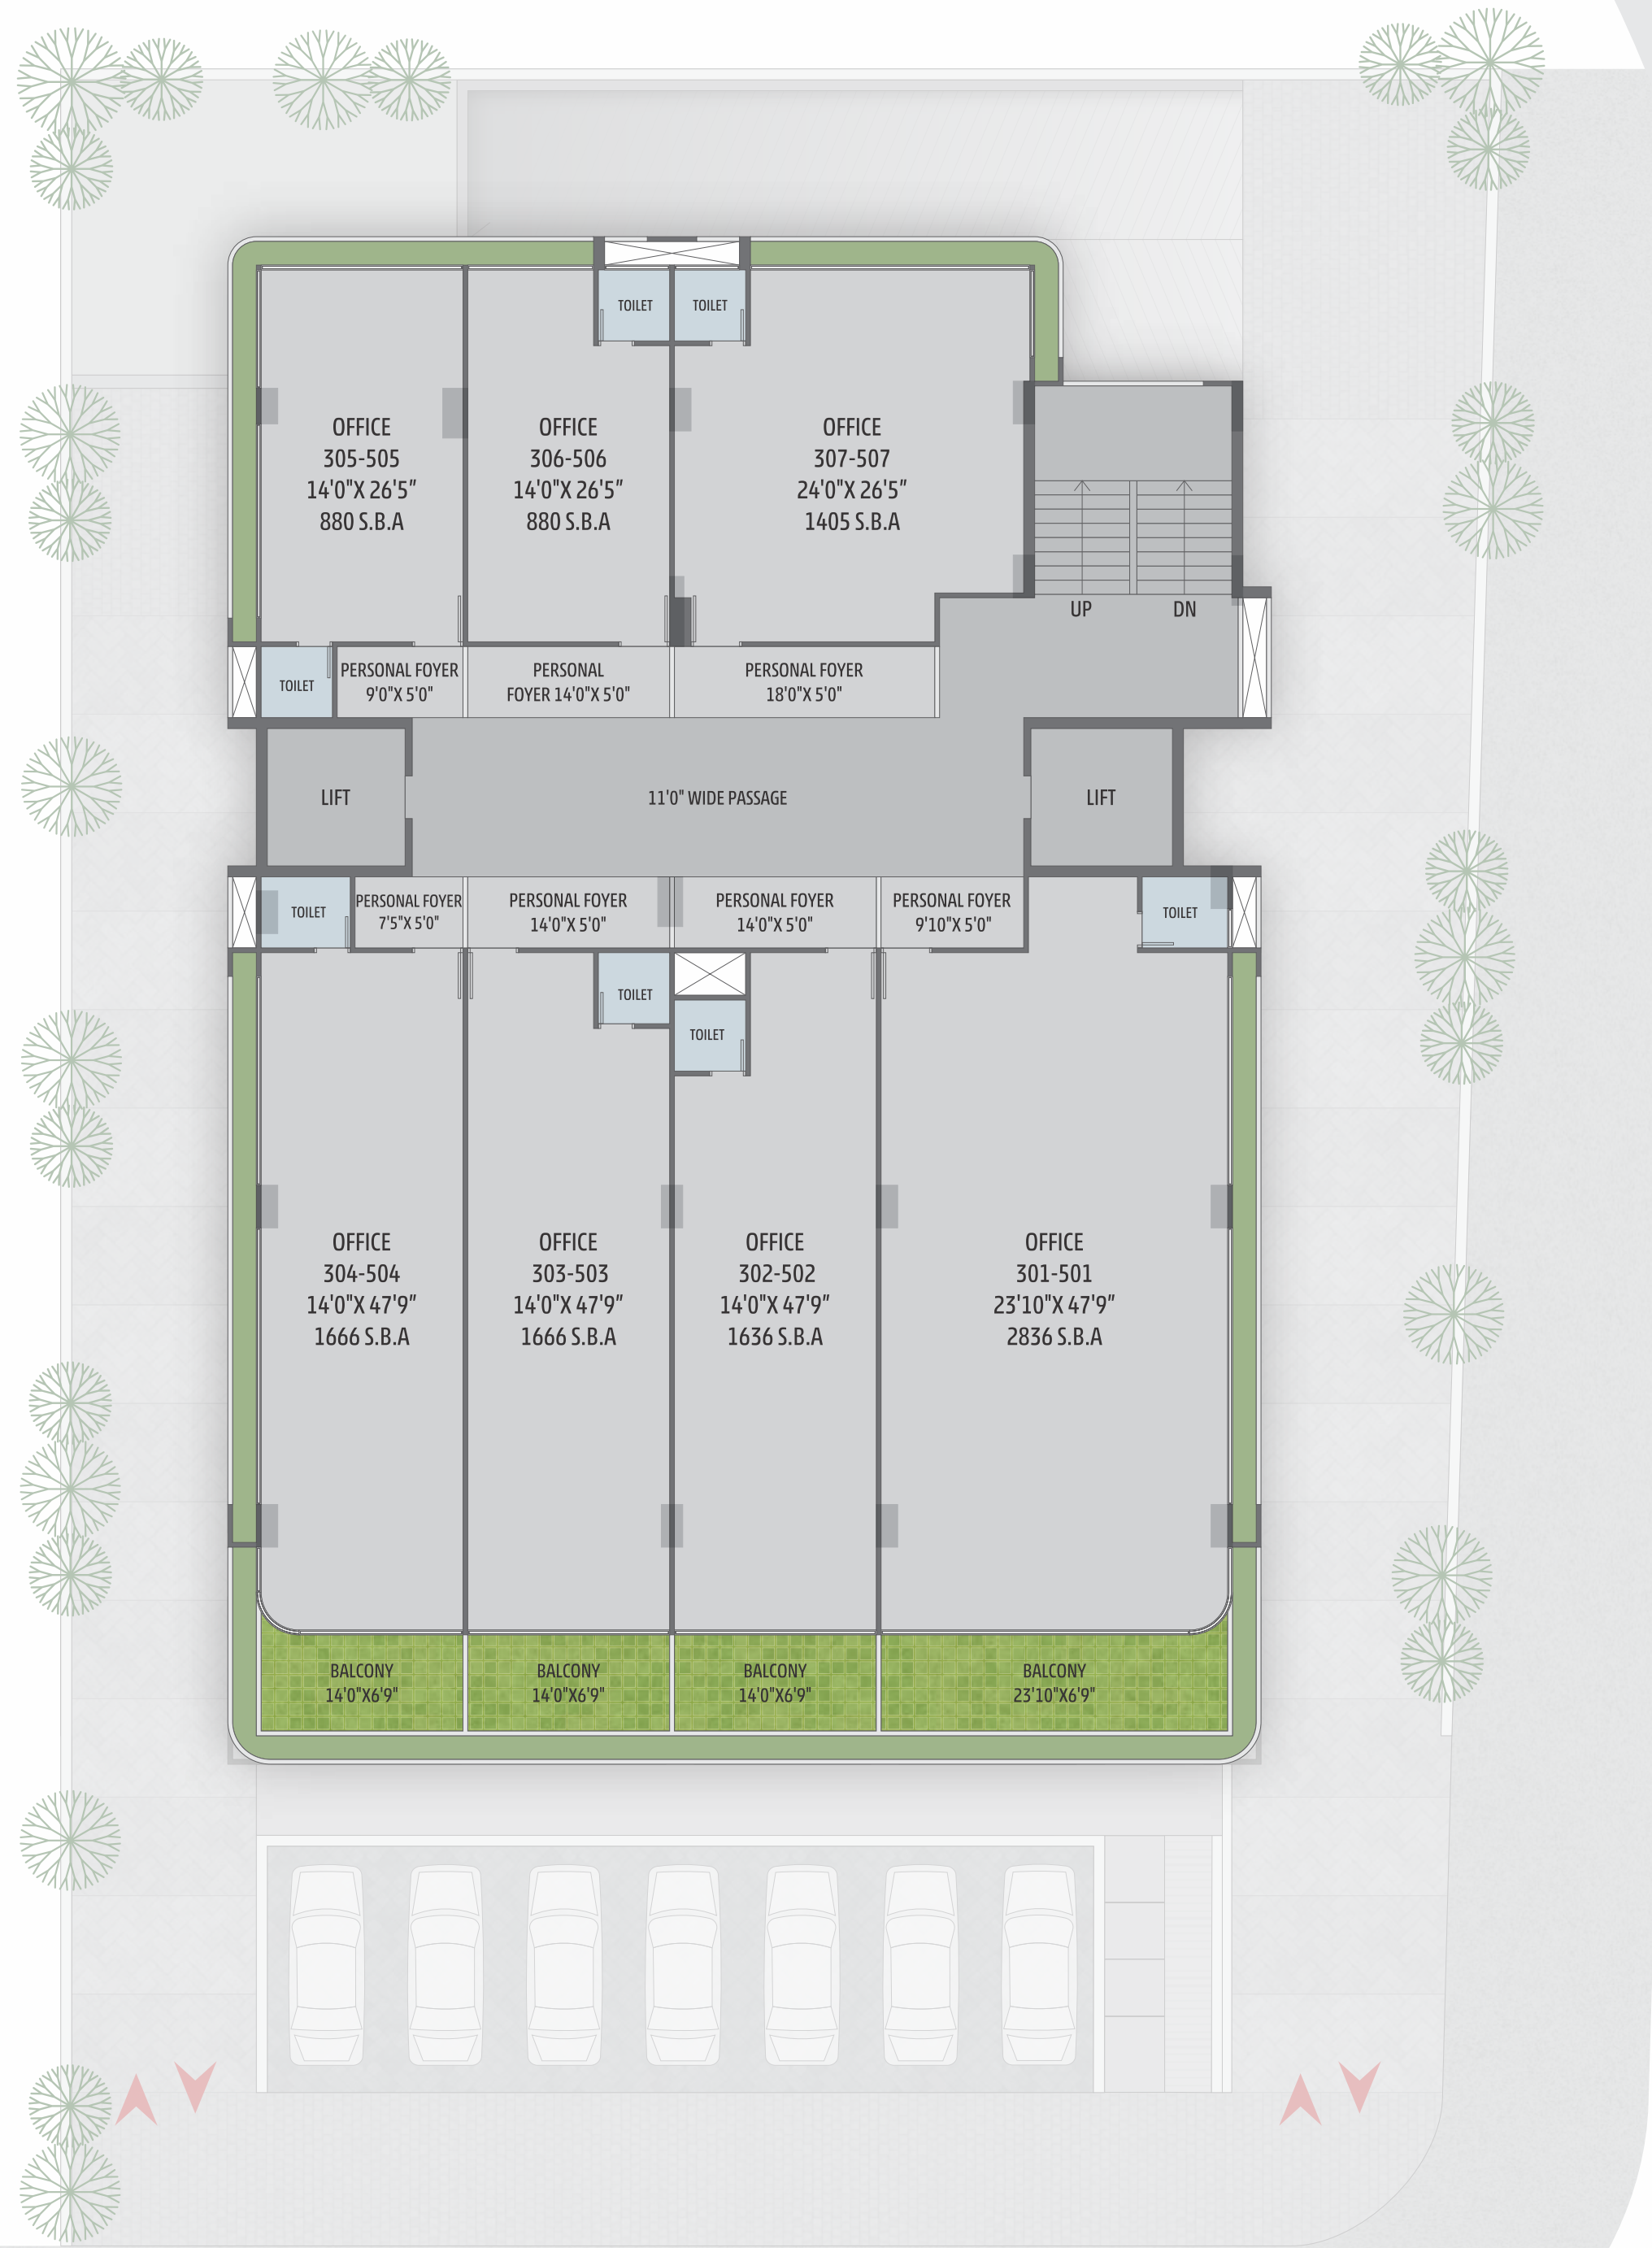 TOILET
TOILET
OFFICE
305-505
14'0"X 26'5"
880 S.B.A
OFFICE
306-506
14'0"X 26'5"
880 S.B.A
OFFICE
307-507
24'0"X 26'5"
1405 S.B.A
UP
DN
TOILET
PERSONAL FOYER
9'0"X 5'0"
PERSONAL
FOYER 14'0"X 5'0"
PERSONAL FOYER
18'0"X 5'0"
LIFT
11'0" WIDE PASSAGE
LIFT
TOILET
PERSONAL FOYER
7'5"X 5'0"
PERSONAL FOYER
14'0"X 5'0"
PERSONAL FOYER
14'0"X 5'0"
PERSONAL FOYER
9'10"X 5'0"
TOILET
TOILET
TOILET
OFFICE
304-504
14'0"X 47'9"
1666 S.B.A
OFFICE
303-503
14'0"X 47'9"
1666 S.B.A
OFFICE
302-502
14'0"X 47'9"
1636 S.B.A
OFFICE
301-501
23'10"X 47'9"
2836 S.B.A
BALCONY
14'0"X6'9"
BALCONY
14'0"X6'9"
BALCONY
14'0"X6'9"
BALCONY
23'10"X6'9"